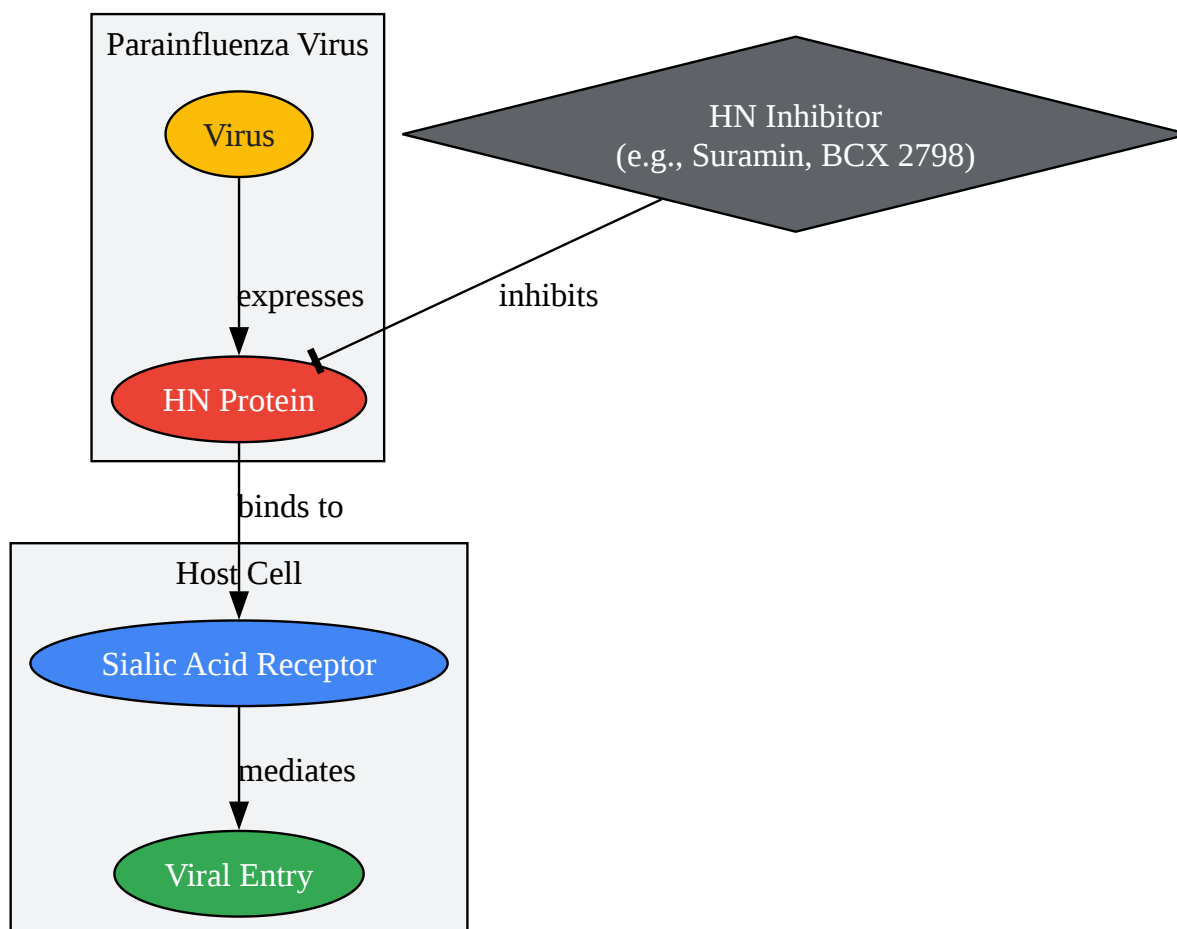 Parainfluenza Virus
Virus
HN Inhibitor
(e.g., Suramin, BCX 2798)
expresses
inhibits
HN Protein
binds to
Host Cell
Sialic Acid Receptor
mediates
Viral Entry